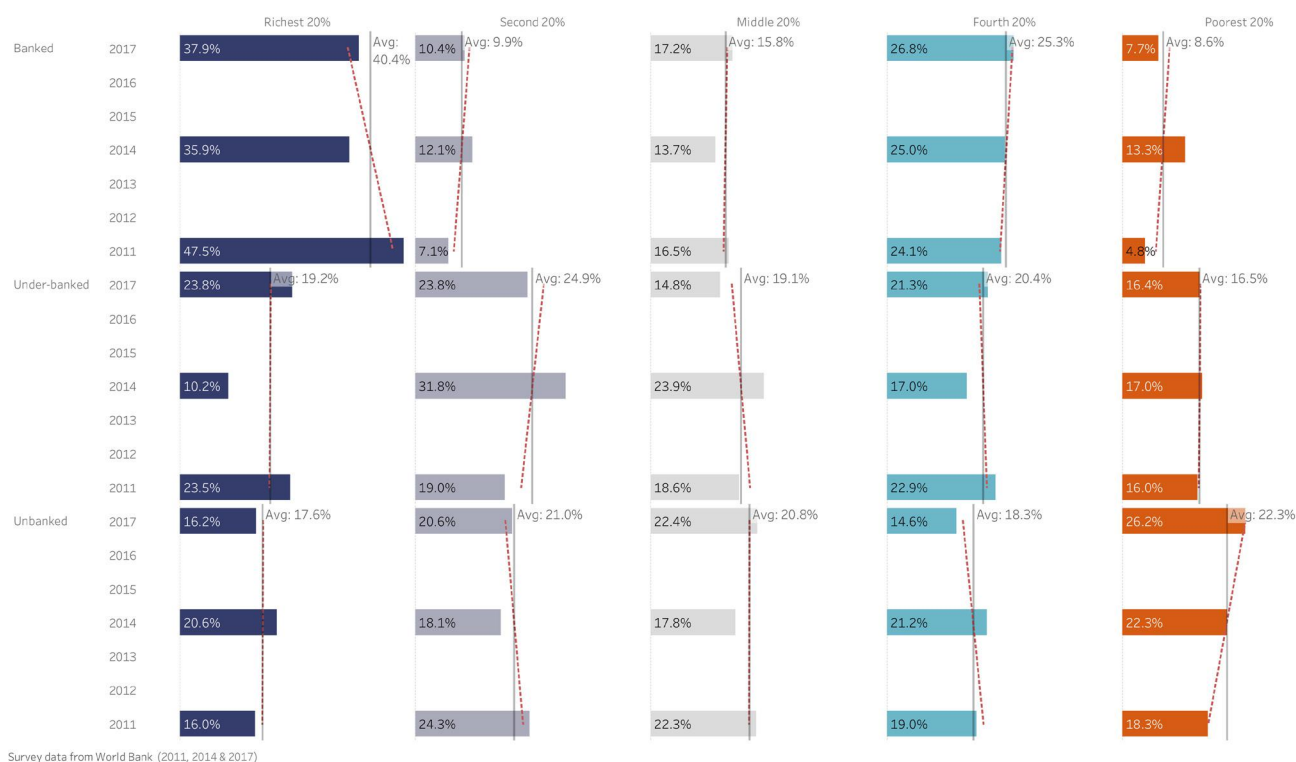 Richest 20% Second 20% Middle 20% Fourth 20% Poorest 20%
Banked 2017 37.9% Avg: 40.4% 10.4% Avg: 9.9% 17.2% Avg: 15.8% 26.8% Avg: 25.3% 7.7% Avg: 8.6%
2016
2015
2014 35.9% 12.1% 13.7% 25.0% 13.3%
2013
2012
2011 47.5% 7.1% 16.5% 24.1% 4.8%
Under-banked 2017 23.8% Avg: 19.2% 23.8% Avg: 24.9% 14.8% Avg: 19.1% 21.3% Avg: 20.4% 16.4% Avg: 16.5%
2016
2015
2014 10.2% 31.8% 23.9% 17.0% 17.0%
2013
2012
2011 23.5% 19.0% 18.6% 22.9% 16.0%
Unbanked 2017 16.2% Avg: 17.6% 20.6% Avg: 21.0% 22.4% Avg: 20.8% 14.6% Avg: 18.3% 26.2% Avg: 22.3%
2016
2015
2014 20.6% 18.1% 17.8% 21.2% 22.3%
2013
2012
2011 16.0% 24.3% 22.3% 19.0% 18.3%
Survey data from World Bank (2011, 2014 & 2017)